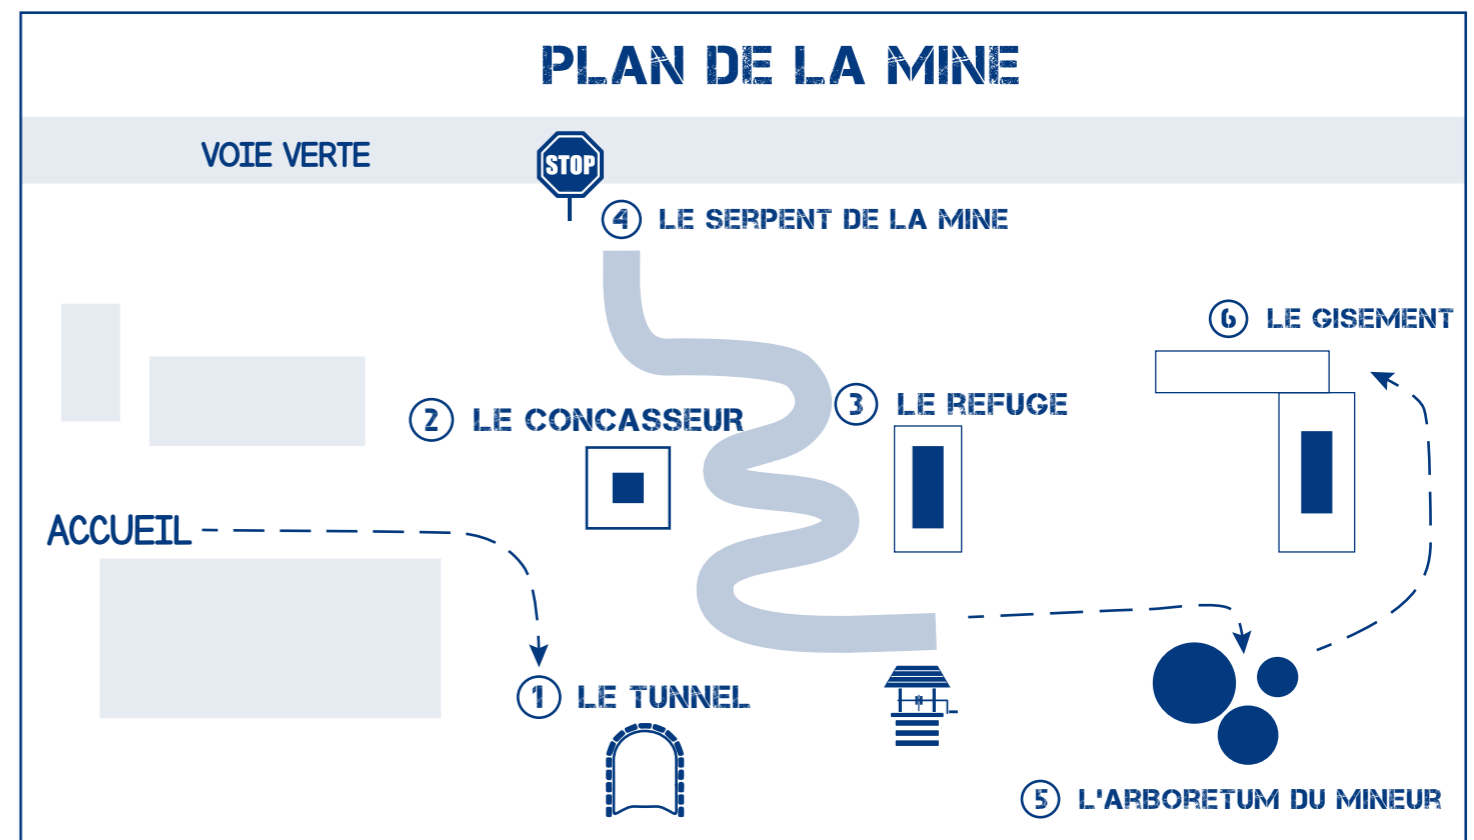 PLAN DE LA MINE
VOIE VERTE
STOP
4 LE SERPENT DE LA MINE
6 LE GISEMENT
3 LE REFUGE
2 LE CONCASSEUR
ACCUEIL
1 LE TUNNEL
5 L'ARBORETUM DU MINEUR